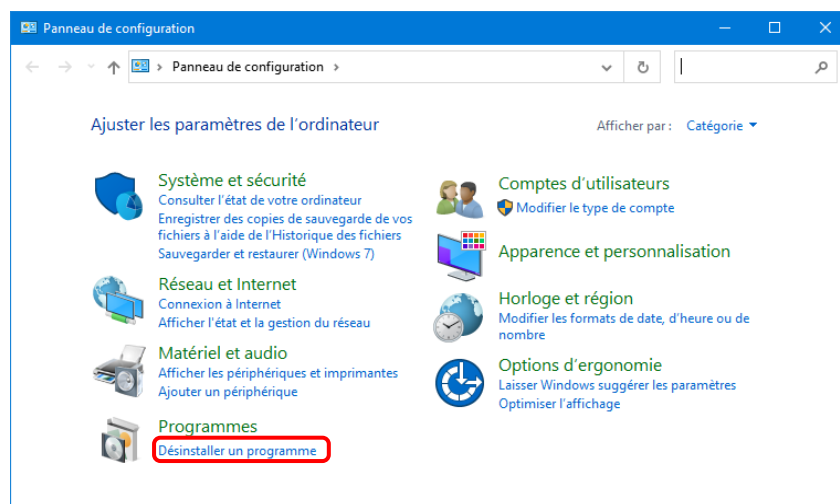 Panneau de configuration
Panneau de configuration
Ajuster les paramètres de l'ordinateur
Afficher par : Catégorie
Système et sécurité
Consulter l'état de votre ordinateur
Enregistrer des copies de sauvegarde de vos
fichiers à l'aide de l'Historique des fichiers
Sauvegarder et restaurer (Windows 7)
Réseau et Internet
Connexion à Internet
Afficher l'état et la gestion du réseau
Matériel et audio
Afficher les périphériques et imprimantes
Ajouter un périphérique
Programmes
Désinstaller un programme
Comptes d'utilisateurs
Modifier le type de compte
Apparence et personnalisation
Horloge et région
Modifier les formats de date, d'heure ou de
nombre
Options d'ergonomie
Laisser Windows suggérer les paramètres
Optimiser l'affichage